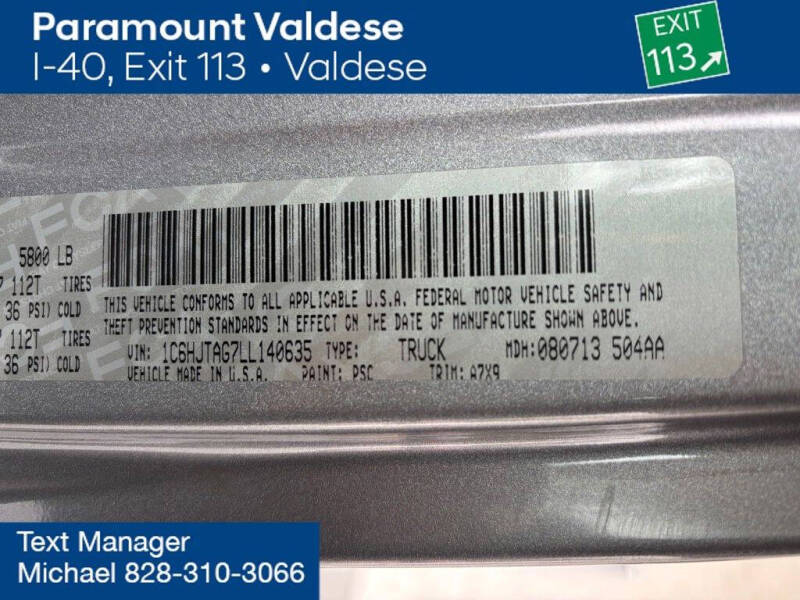 Paramount Valdese
I-40, Exit 113 • Valdese
EXIT
113
5800 LB
112T TIRES
36 PSI) COLD
112T TIRES
36 PSI) COLD
THIS VEHICLE CONFORMS TO ALL APPLICABLE U.S.A. FEDERAL MOTOR VEHICLE SAFETY AND
THEFT PREVENTION STANDARDS IN EFFECT ON THE DATE OF MANUFACTURE SHOWN ABOVE.
VIN: 1C6HJTAG7LL140635 TYPE: TRUCK MDH:080713 504AA
VEHICLE MADE IN U.S.A. PAINT: PSC TRIM: A7X9
Text Manager
Michael 828-310-3066